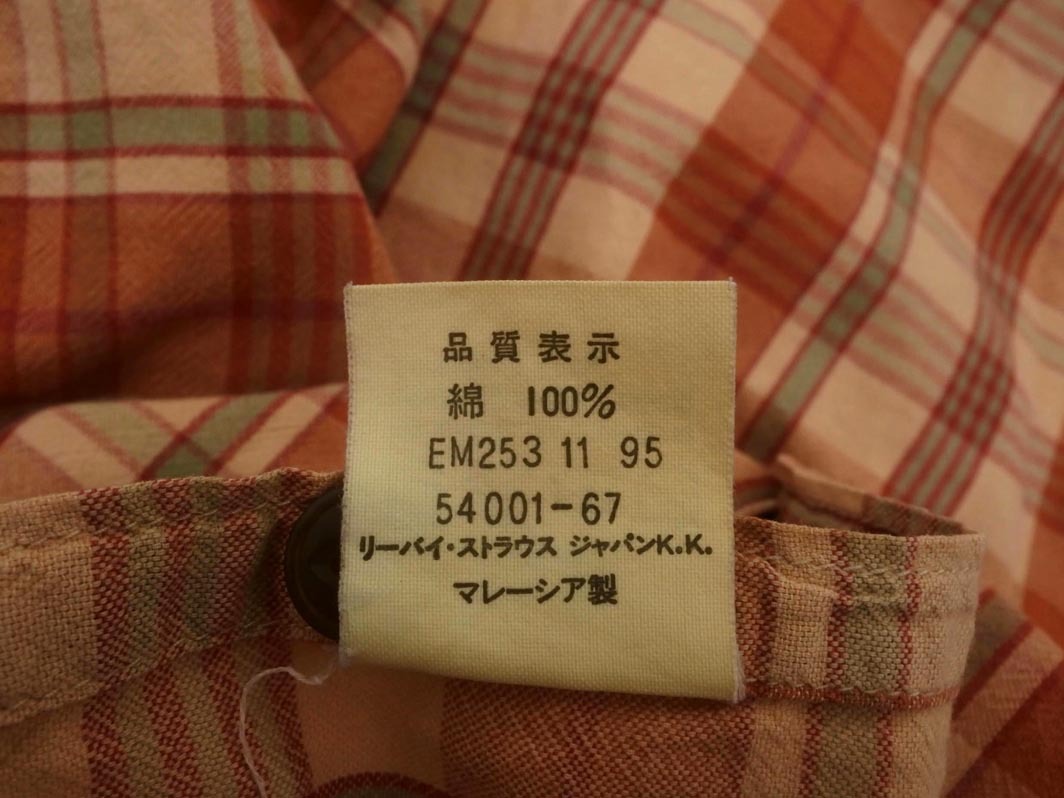 品質表示
綿 100%
EM253 11 95
54001-67
リーバイ・ストラウス ジャパンK.K.
マレーシア製